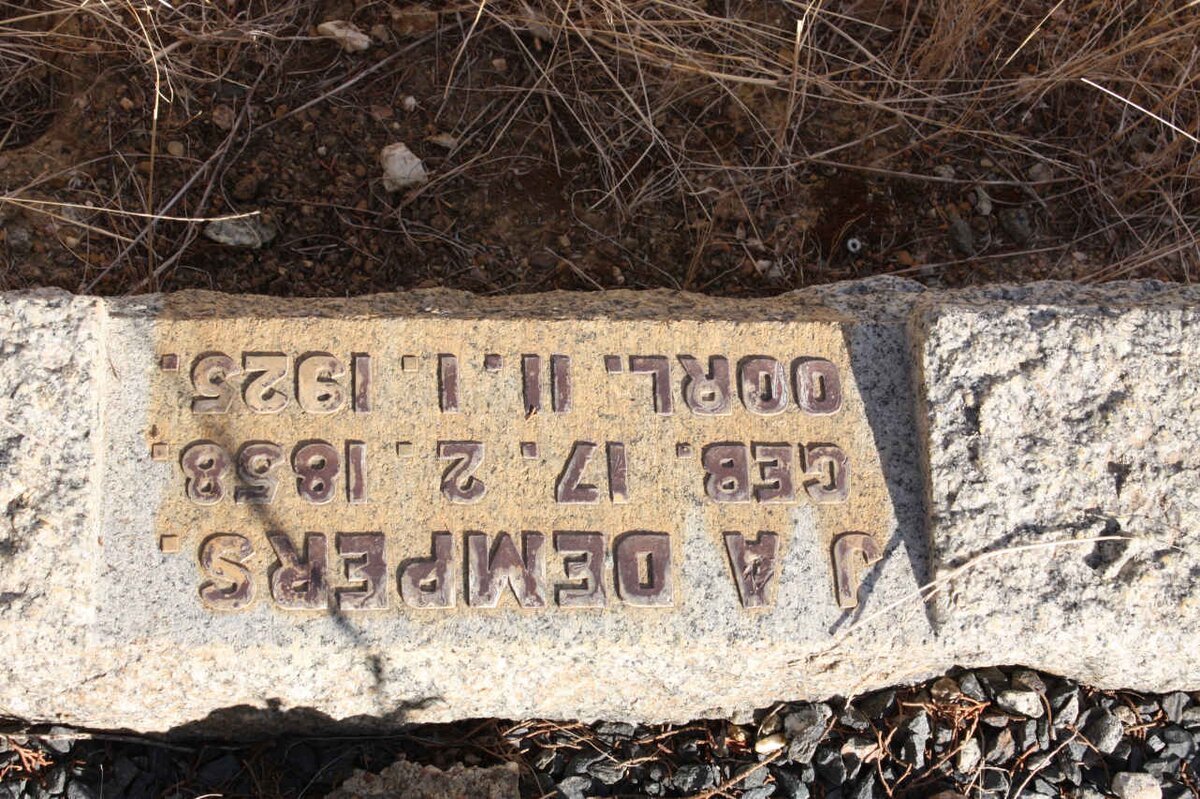 J A DEMPERS.
GEB. 17. 2. 1858.
OORL. 11. 1. 1925.